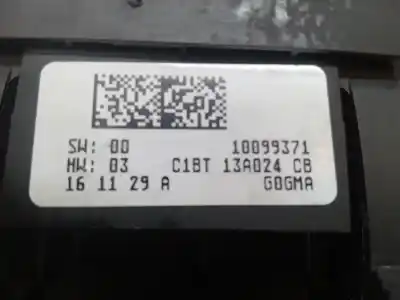 SW: 00 10099371
HW: 03 C1BT 13A024 CB
16 11 29 A G0GMA